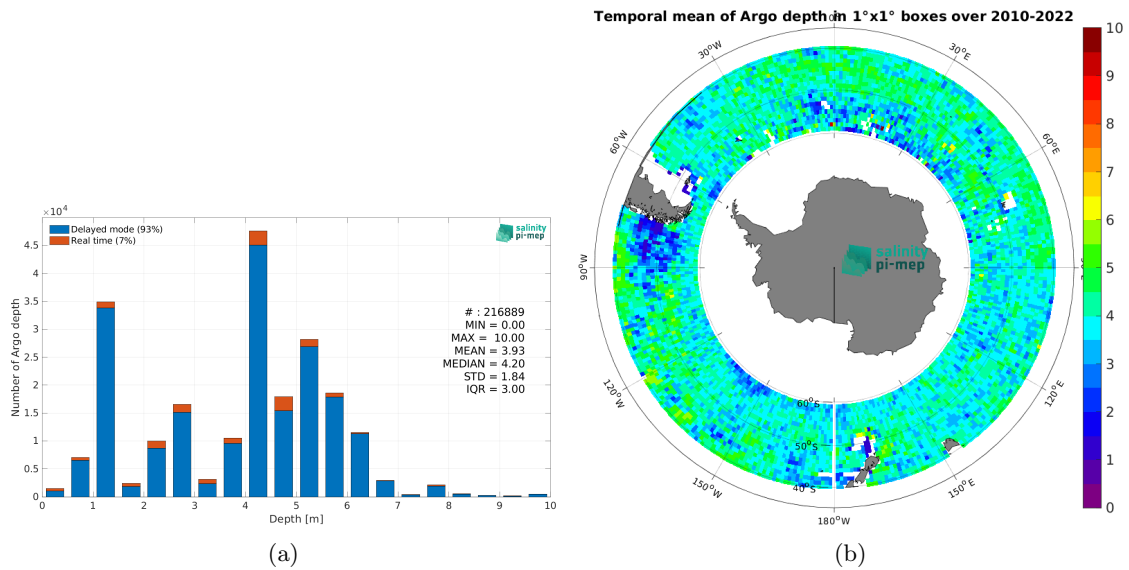 Temporal mean of Argo depth in 1°x1° boxes over 2010-2022
×10⁴
Delayed mode (93%)
Real time (7%)
salinity
pi-mep
# : 216889
MIN = 0.00
MAX = 10.00
MEAN = 3.93
MEDIAN = 4.20
STD = 1.84
IQR = 3.00
Number of Argo depth
4.5
4
3.5
3
2.5
2
1.5
1
0.5
0
0 1 2 3 4 5 6 7 8 9 10
Depth [m]
(a)
30°W
30°E
60°W
60°E
90°W
120°W
120°E
150°W
150°E
180°W
60°S
50°S
40°S
salinity
pi-mep
10
9
8
7
6
5
4
3
2
1
0
(b)